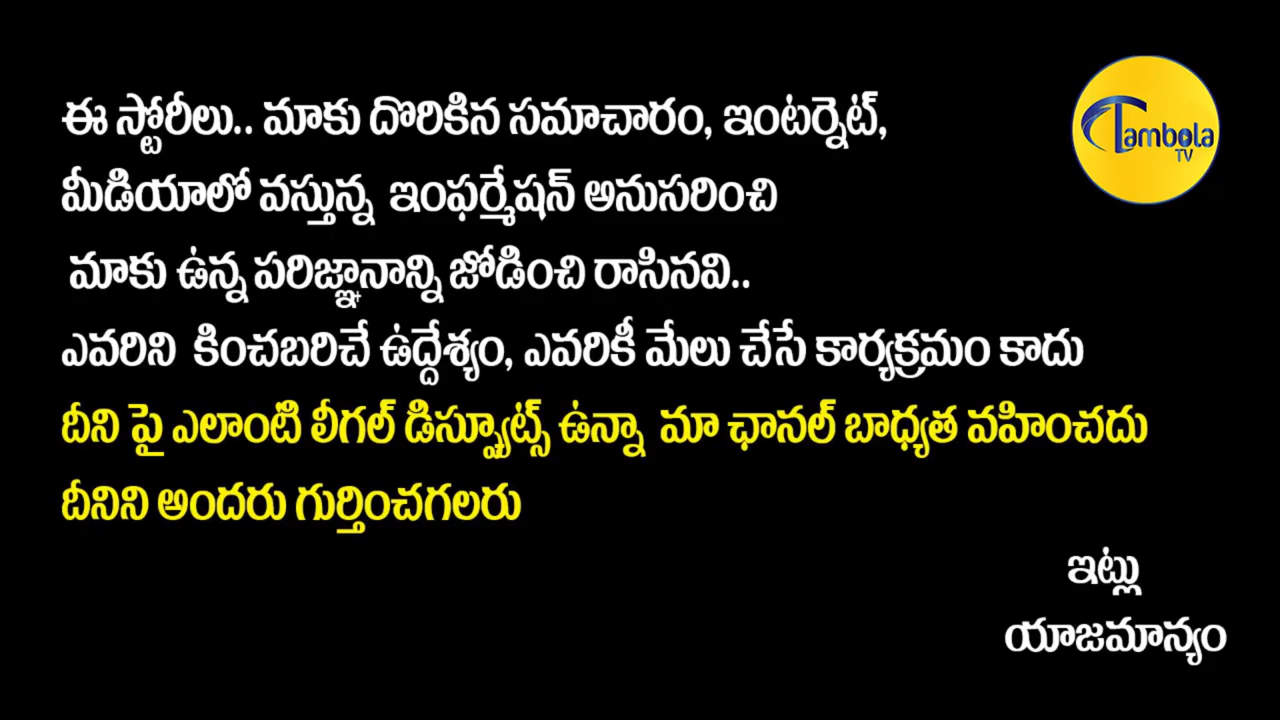 ఈ స్టోరీలు.. మాకు దొరికిన సమాచారం, ఇంటర్నెట్,
మీడియాలో వస్తున్న ఇంఫర్మేషన్ అనుసరించి
మాకు ఉన్న పరిజ్ఞానాన్ని జోడించి రాసినవి..
ఎవరిని కించబరిచే ఉద్దేశ్యం, ఎవరికీ మేలు చేసే కార్యక్రమం కాదు
దీని పై ఎలాంటి లీగల్ డిస్ప్యూట్స్ ఉన్నా మా ఛానల్ బాధ్యత వహించదు
దీనిని అందరు గుర్తించగలరు
ఇట్లు
యాజమాన్యం
Tambola
TV